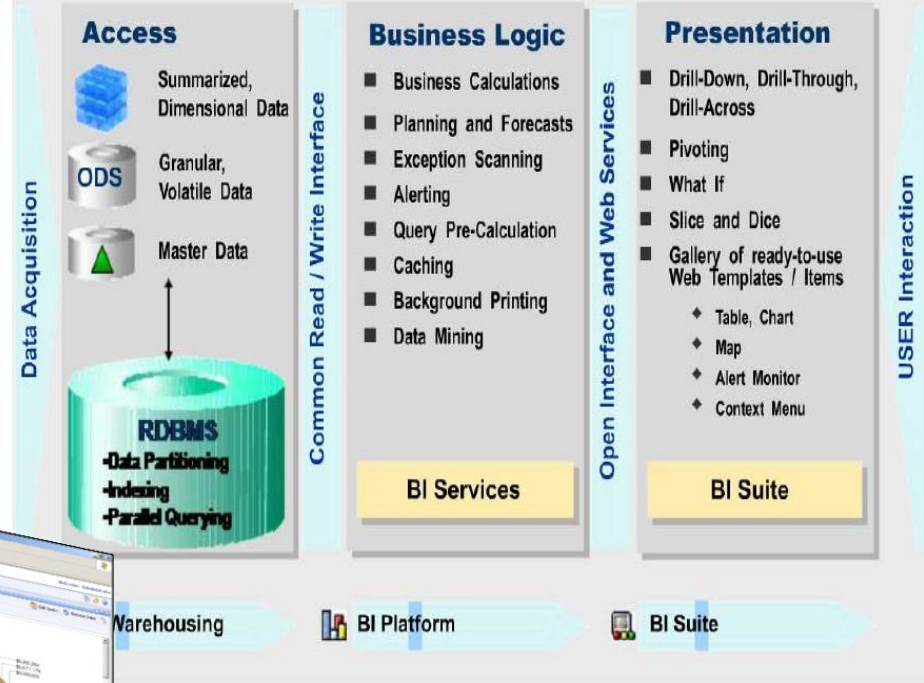 Data Acquisition
Access
Summarized,
Dimensional Data
ODS
Granular,
Volatile Data
Master Data
RDBMS
-Data Partitioning
-Indexing
-Parallel Querying
Common Read / Write Interface
Business Logic
■ Business Calculations
■ Planning and Forecasts
■ Exception Scanning
■ Alerting
■ Query Pre-Calculation
■ Caching
■ Background Printing
■ Data Mining
BI Services
Open Interface and Web Services
Presentation
■ Drill-Down, Drill-Through,
Drill-Across
■ Pivoting
■ What If
■ Slice and Dice
■ Gallery of ready-to-use
Web Templates / Items
◆ Table, Chart
◆ Map
◆ Alert Monitor
◆ Context Menu
BI Suite
USER Interaction
Warehousing
BI Platform
BI Suite